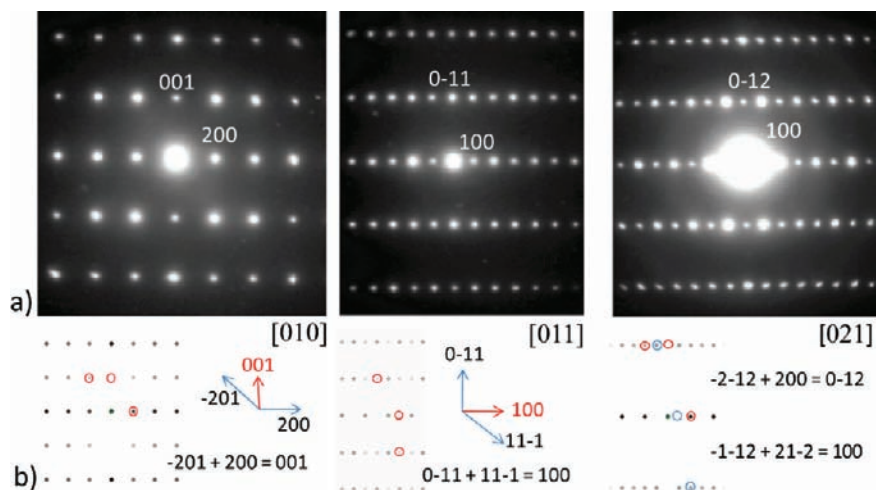 001
200
0-11
100
0-12
100
a)
[010]
001
-201
200
-201 + 200 = 001
b)
[011]
0-11
100
11-1
0-11 + 11-1 = 100
[021]
-2-12 + 200 = 0-12
-1-12 + 21-2 = 100